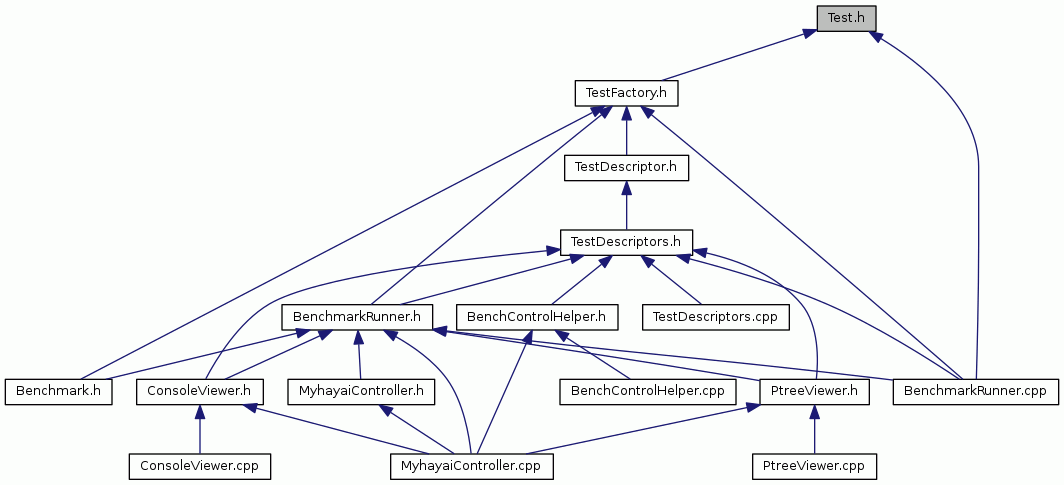 Test.h
TestFactory.h
TestDescriptor.h
TestDescriptors.h
BenchmarkRunner.h
BenchControlHelper.h
TestDescriptors.cpp
Benchmark.h
ConsoleViewer.h
MyhayaiController.h
BenchControlHelper.cpp
PtreeViewer.h
BenchmarkRunner.cpp
ConsoleViewer.cpp
MyhayaiController.cpp
PtreeViewer.cpp